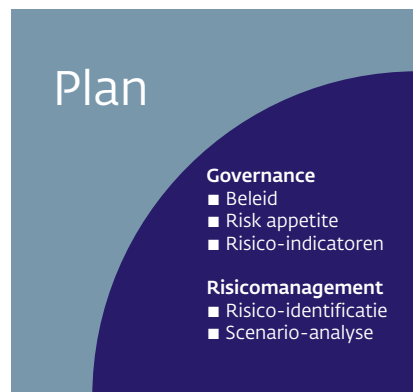 Plan
Governance
■ Beleid
■ Risk appetite
■ Risico-indicatoren
Risicomanagement
■ Risico-identificatie
■ Scenario-analyse